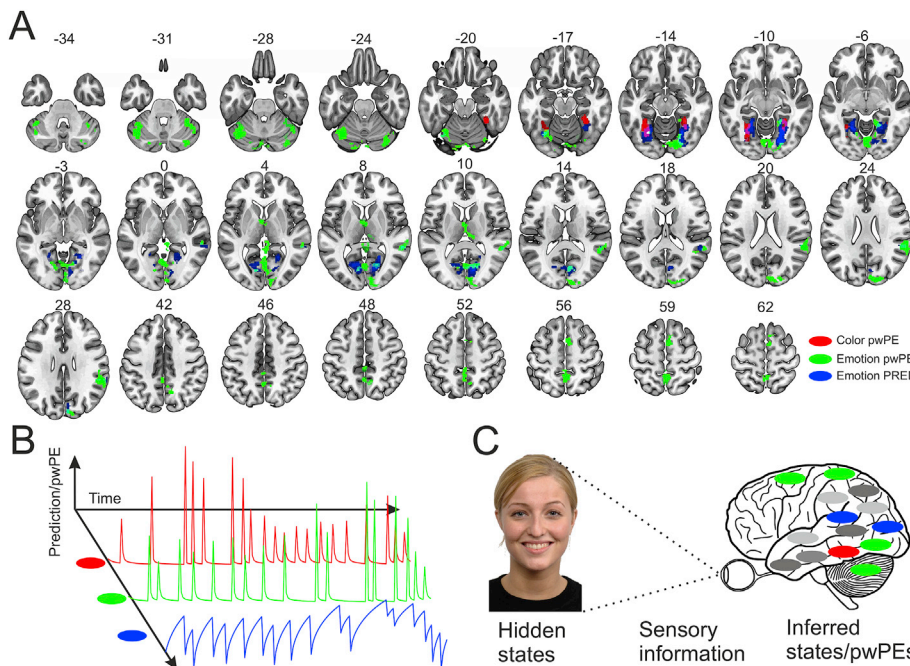 A
-34 -31 -28 -24 -20 -17 -14 -10 -6
-3 0 4 8 10 14 18 20 24
28 42 46 48 52 56 59 62
Color pwPE
Emotion pwPE
Emotion PRE
B
Prediction/pwPE
Time
C
Hidden
states
Sensory
information
Inferred
states/pwPEs